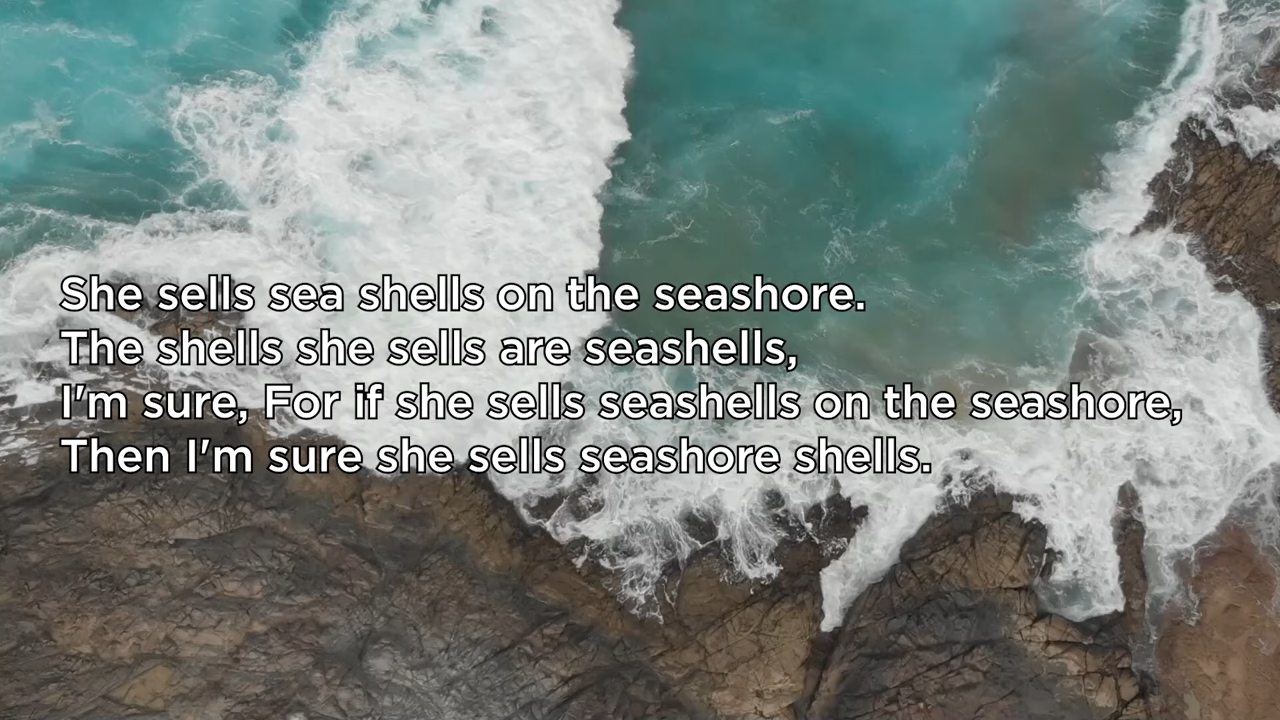 She sells sea shells on the seashore.
The shells she sells are seashells,
I'm sure, For if she sells seashells on the seashore,
Then I'm sure she sells seashore shells.